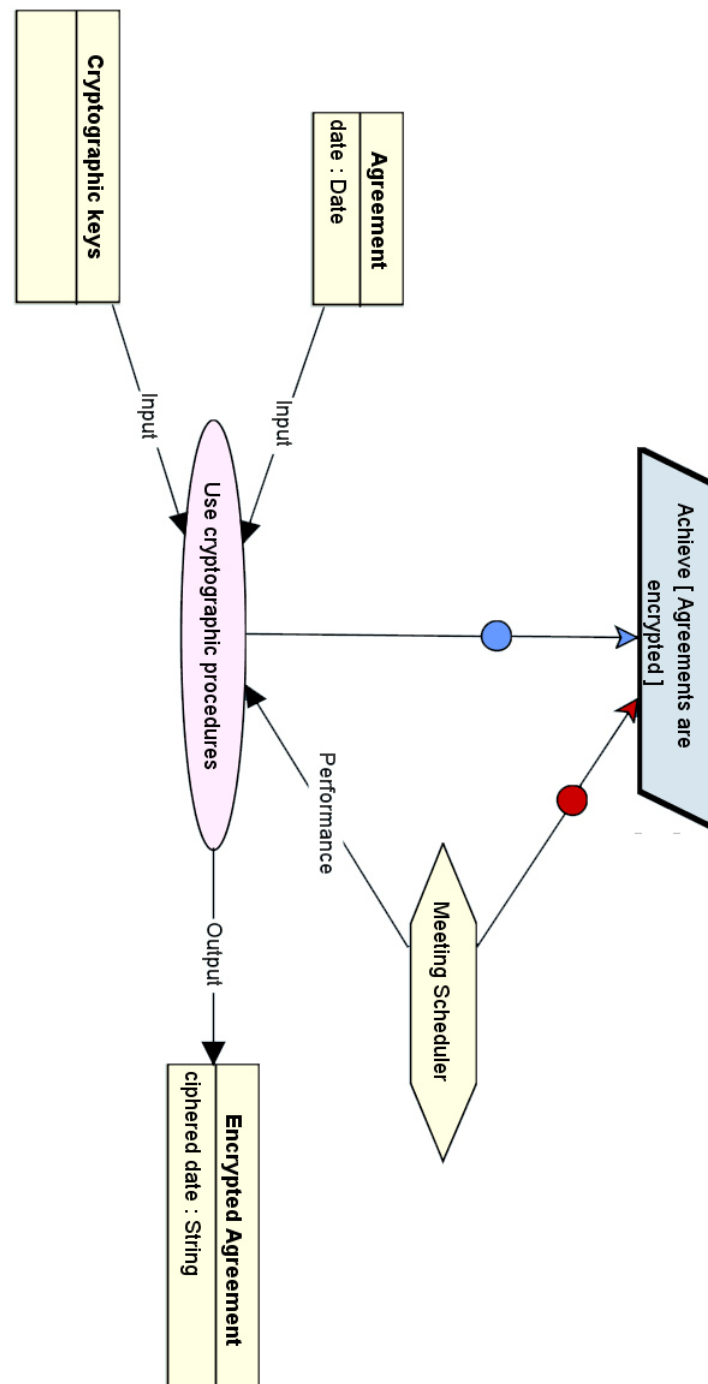 Achieve [ Agreements are
encrypted ]
Agreement
date : Date
Meeting Scheduler
Performance
Input
Input
Cryptographic keys
Use cryptographic procedures
Output
Encrypted Agreement
ciphered date : String